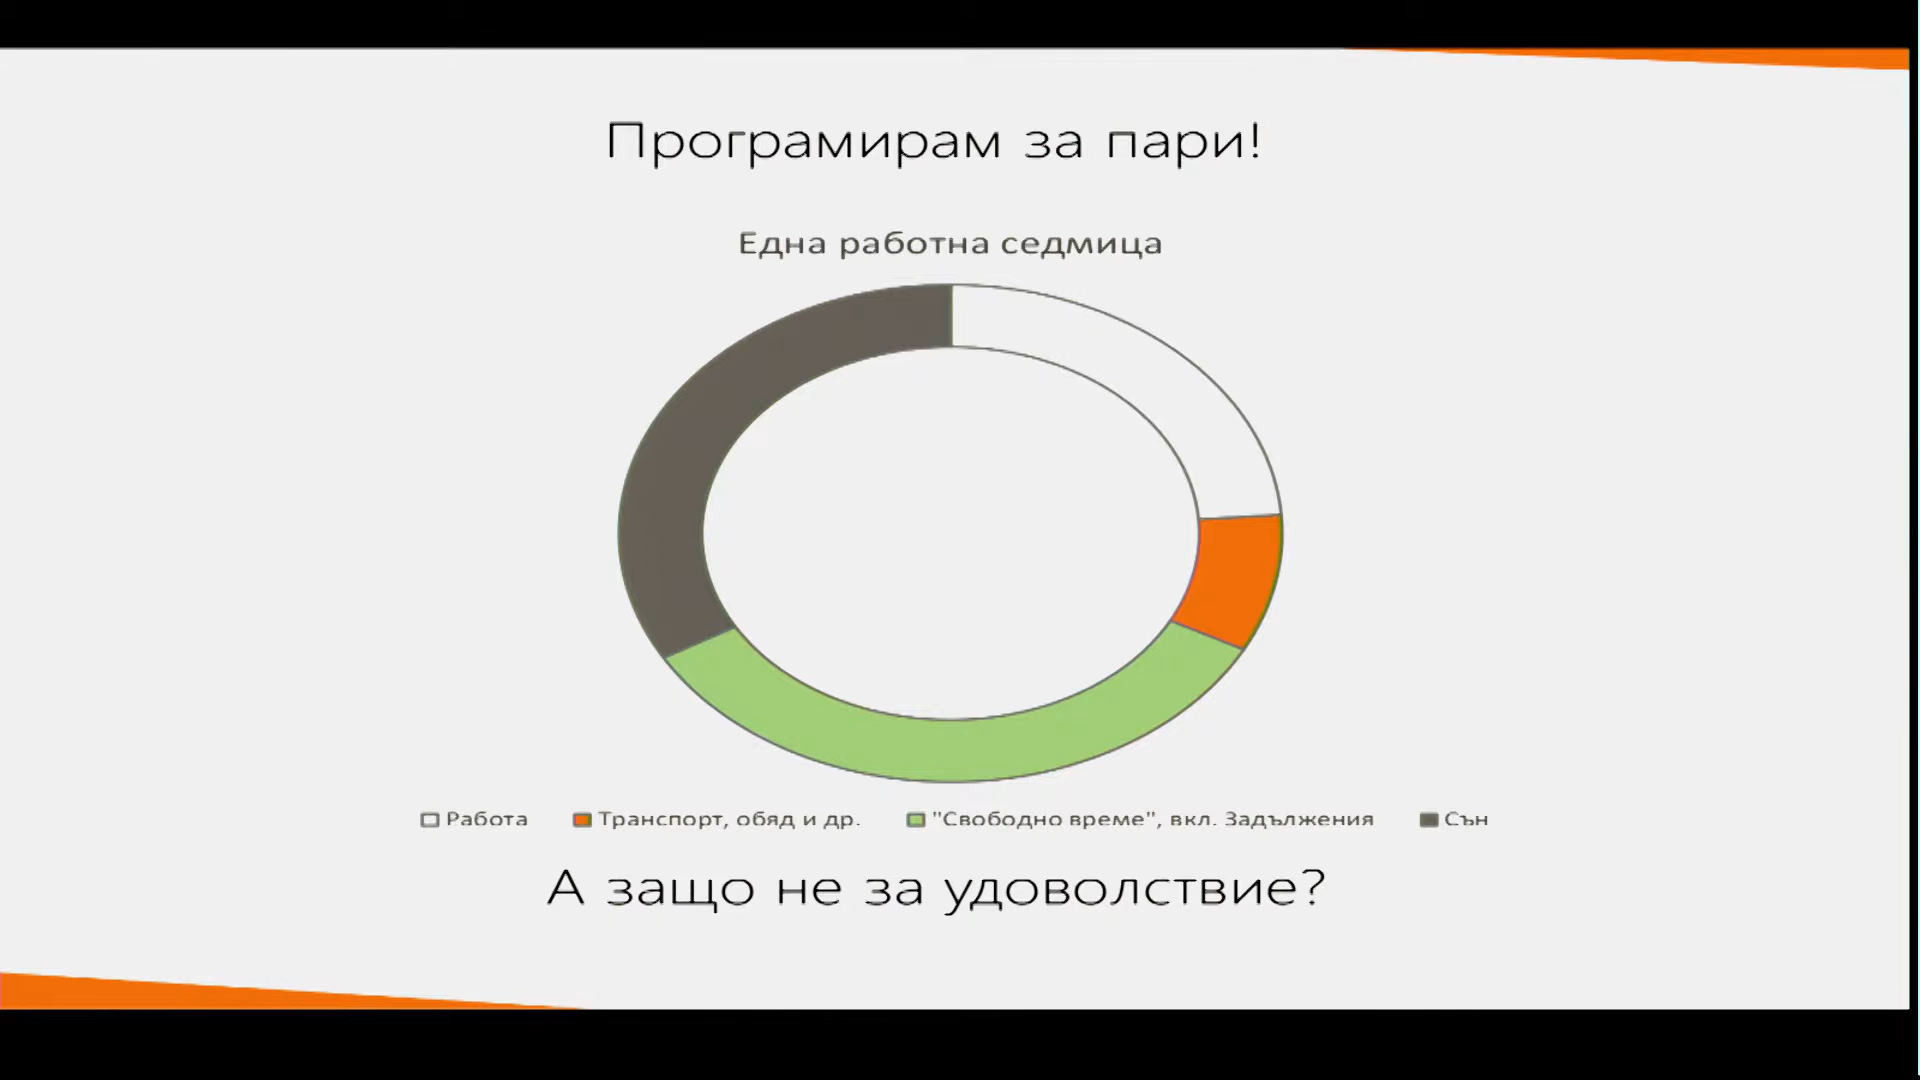 Програмирам за пари!
Една работна седмица
Работа Транспорт, обяд и др. "Свободно време", вкл. Задължения Сън
А защо не за удоволствие?